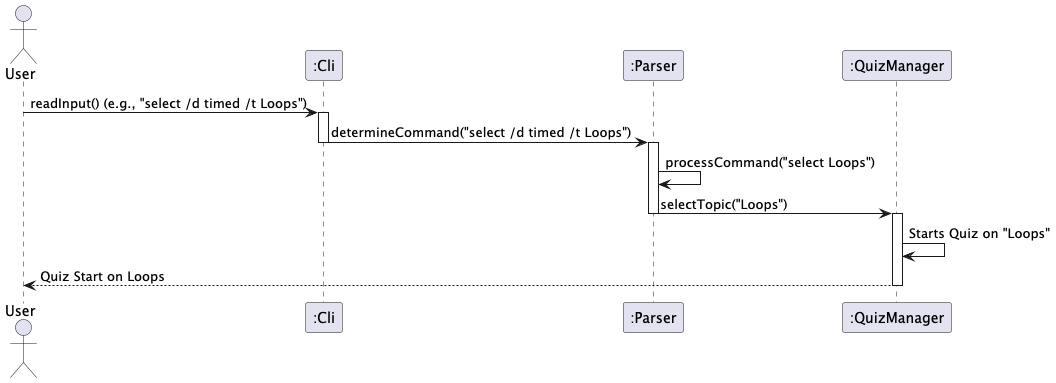 User
:Cli
:Parser
:QuizManager
readInput() (e.g., "select /d timed /t Loops")
determineCommand("select /d timed /t Loops")
processCommand("select Loops")
selectTopic("Loops")
Starts Quiz on "Loops"
Quiz Start on Loops
User
:Cli
:Parser
:QuizManager